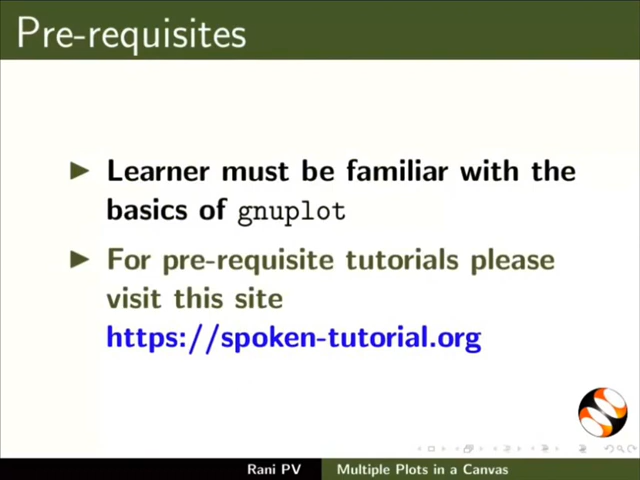 Pre-requisites
Learner must be familiar with the
basics of gnuplot
For pre-requisite tutorials please
visit this site
https://spoken-tutorial.org
Rani PV
Multiple Plots in a Canvas